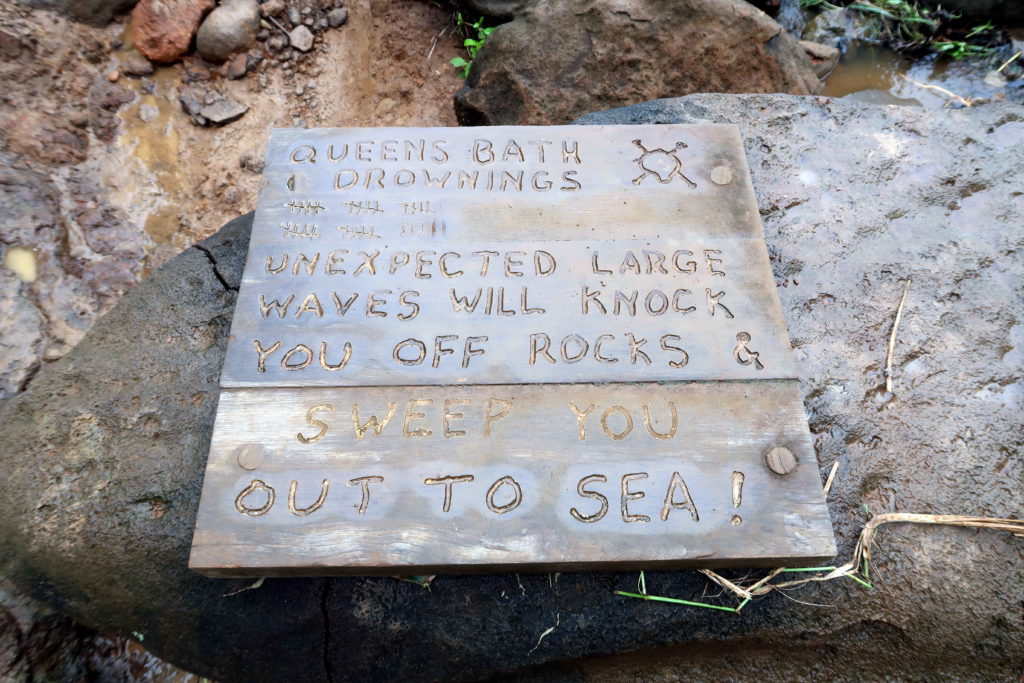 QUEENS BATH
DROWNINGS
UNEXPECTED LARGE
WAVES WILL KNOCK
YOU OFF ROCKS &
SWEEP YOU
OUT TO SEA!